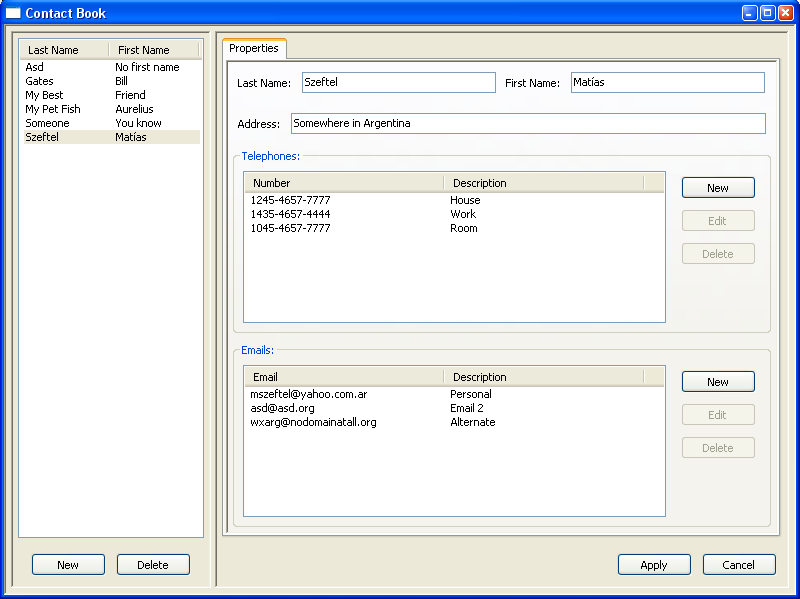 Contact Book
Last Name First Name
Asd No first name
Gates Bill
My Best Friend
My Pet Fish Aurelius
Someone You know
Szeftel Matías
New Delete
Properties
Last Name: Szeftel First Name: Matías
Address: Somewhere in Argentina
Telephones:
Number Description
1245-4657-7777 House
1435-4657-4444 Work
1045-4657-7777 Room
New
Edit
Delete
Emails:
Email Description
mszeftel@yahoo.com.ar Personal
asd@asd.org Email 2
wxarg@nodomainatall.org Alternate
New
Edit
Delete
Apply Cancel